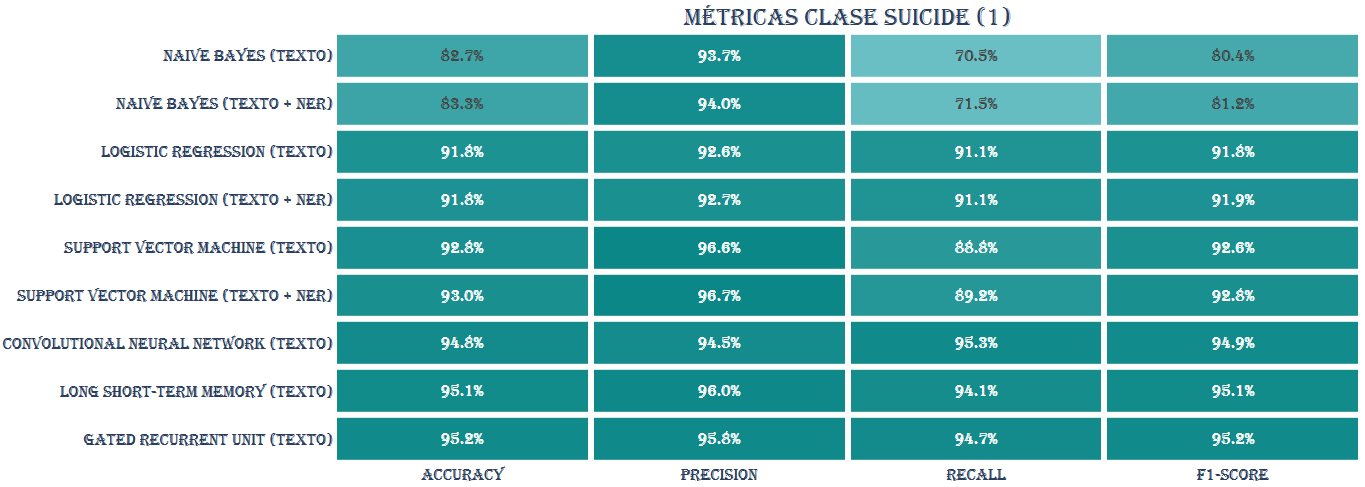 MÉTRICAS CLASE SUICIDE (1)
NAIVE BAYES (TEXTO) 82.7% 93.7% 70.5% 80.4%
NAIVE BAYES (TEXTO + NER) 83.3% 94.0% 71.5% 81.2%
LOGISTIC REGRESSION (TEXTO) 91.8% 92.6% 91.1% 91.8%
LOGISTIC REGRESSION (TEXTO + NER) 91.8% 92.7% 91.1% 91.9%
SUPPORT VECTOR MACHINE (TEXTO) 92.8% 96.6% 88.8% 92.6%
SUPPORT VECTOR MACHINE (TEXTO + NER) 93.0% 96.7% 89.2% 92.8%
CONVOLUTIONAL NEURAL NETWORK (TEXTO) 94.8% 94.5% 95.3% 94.9%
LONG SHORT-TERM MEMORY (TEXTO) 95.1% 96.0% 94.1% 95.1%
GATED RECURRENT UNIT (TEXTO) 95.2% 95.8% 94.7% 95.2%
ACCURACY PRECISION RECALL F1-SCORE